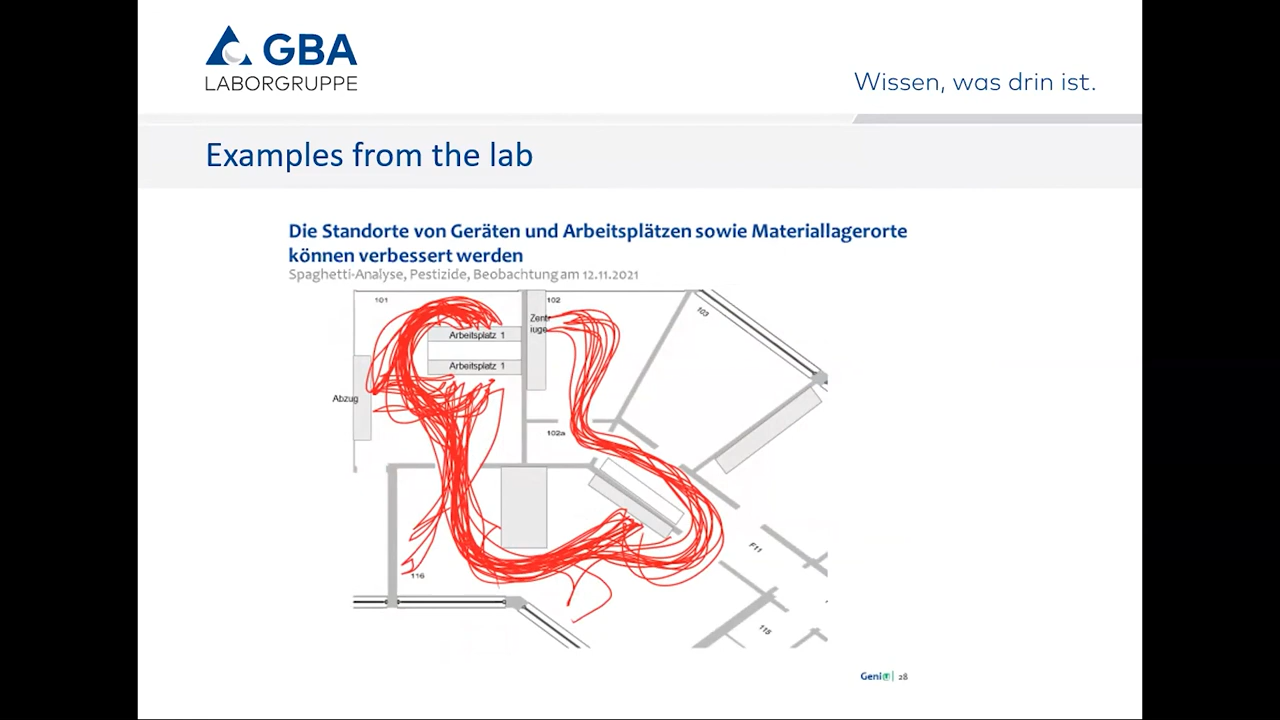 GBA
LABORGRUPPE
Wissen, was drin ist.
Examples from the lab
Die Standorte von Geräten und Arbeitsplätzen sowie Materiallagerorte
können verbessert werden
Spaghetti-Analyse, Pestizide, Beobachtung am 12.11.2021
101
102
103
Zentr
iuge
Arbeitsplatz 1
Arbeitsplatz 1
Abzug
102a
F11
116
115
28